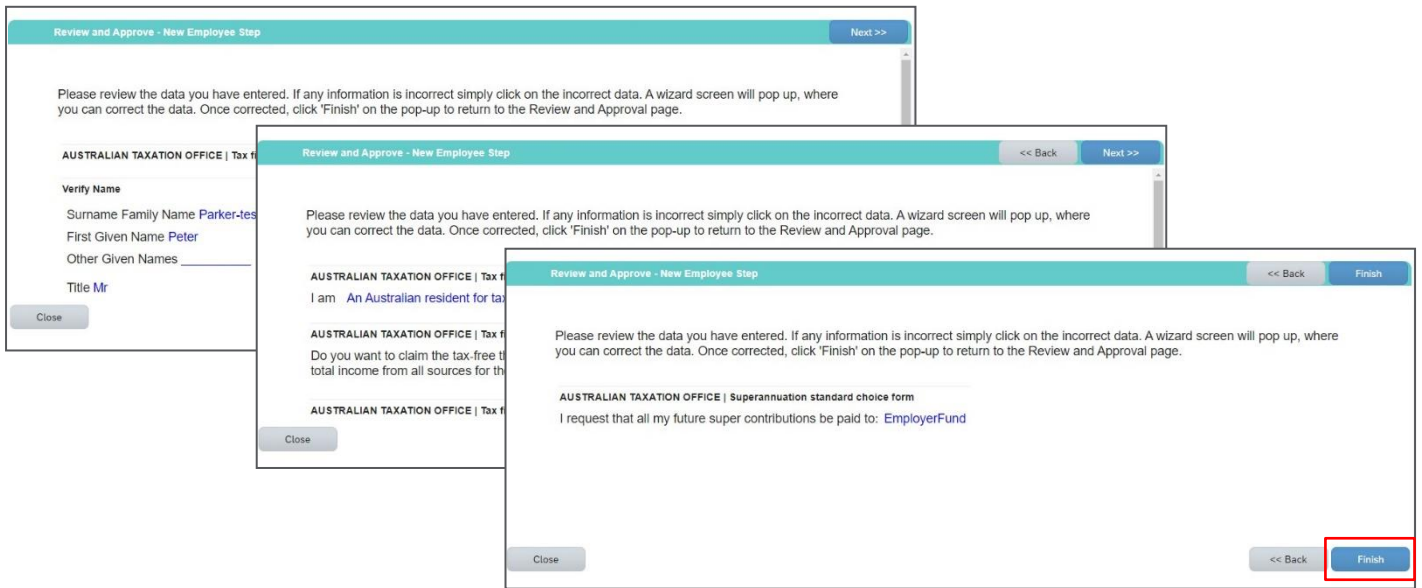 Review and Approve - New Employee Step
Next >>
Please review the data you have entered. If any information is incorrect simply click on the incorrect data. A wizard screen will pop up, where
you can correct the data. Once corrected, click 'Finish' on the pop-up to return to the Review and Approval page.
AUSTRALIAN TAXATION OFFICE | Tax fi
Verify Name
Surname Family Name Parker-tes
First Given Name Peter
Other Given Names
Title Mr
Close
Review and Approve - New Employee Step
<< Back
Next >>
Please review the data you have entered. If any information is incorrect simply click on the incorrect data. A wizard screen will pop up, where
you can correct the data. Once corrected, click 'Finish' on the pop-up to return to the Review and Approval page.
AUSTRALIAN TAXATION OFFICE | Tax f
I am An Australian resident for ta
AUSTRALIAN TAXATION OFFICE | Tax f
Do you want to claim the tax-free th
total income from all sources for the
AUSTRALIAN TAXATION OFFICE | Tax f
Close
Review and Approve - New Employee Step
<< Back
Finish
Please review the data you have entered. If any information is incorrect simply click on the incorrect data. A wizard screen will pop up, where
you can correct the data. Once corrected, click 'Finish' on the pop-up to return to the Review and Approval page.
AUSTRALIAN TAXATION OFFICE | Superannuation standard choice form
I request that all my future super contributions be paid to: EmployerFund
Close
<< Back
Finish